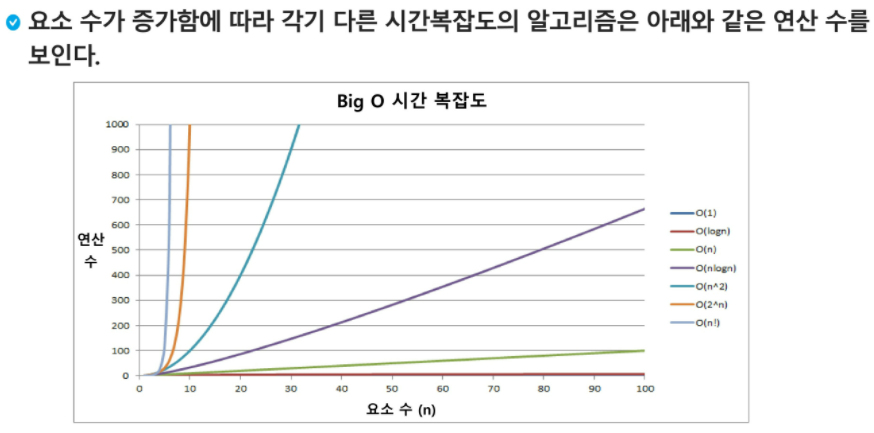 요소 수가 증가함에 따라 각기 다른 시간복잡도의 알고리즘은 아래와 같은 연산 수를
보인다.
Big O 시간 복잡도
1000
900
800
700
600
500
400
300
200
100
0
연산
수
0 10 20 30 40 50 60 70 80 90 100
요소 수 (n)
O(1)
O(logn)
O(n)
O(nlogn)
O(n^2)
O(2^n)
O(n!)